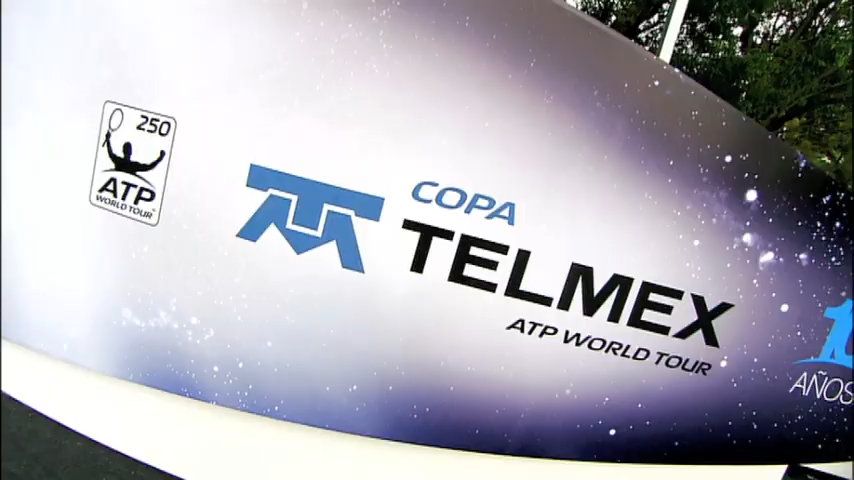 250
ATP
WORLD TOUR
COPA
TELMEX
ATP WORLD TOUR
AÑOS